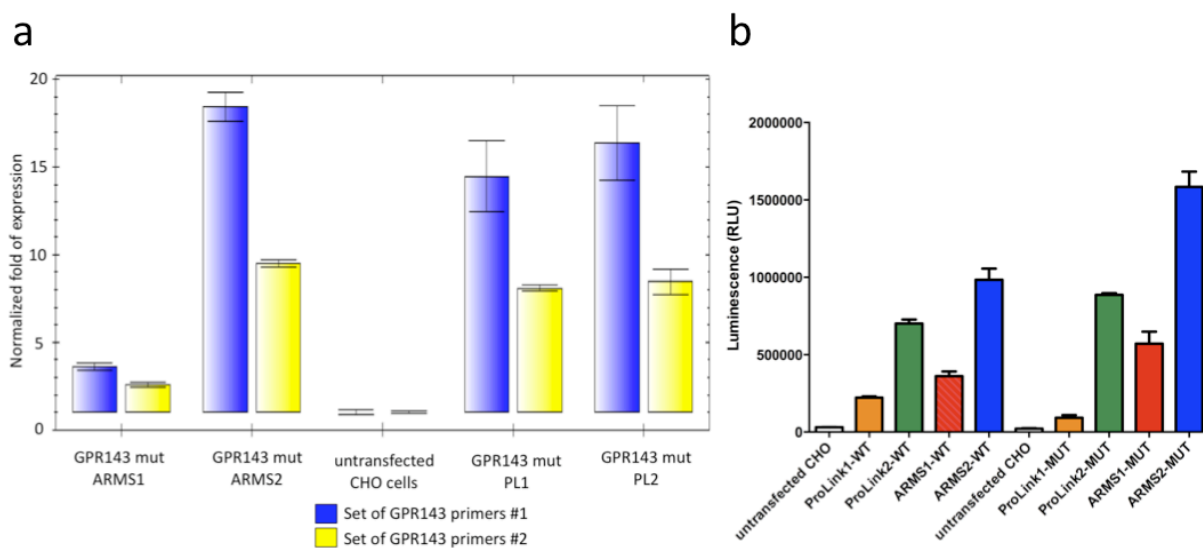 a
20
15
10
5
0
Normalized fold of expression
GPR143 mut
ARMS1
GPR143 mut
ARMS2
untransfected
CHO cells
GPR143 mut
PL1
GPR143 mut
PL2
Set of GPR143 primers #1
Set of GPR143 primers #2
b
2000000
1500000
1000000
500000
0
Luminescence (RLU)
untransfected CHO
ProLink1-WT
ProLink2-WT
ARMS1-WT
ARMS2-WT
untransfected CHO
ProLink1-MUT
ProLink2-MUT
ARMS1-MUT
ARMS2-MUT